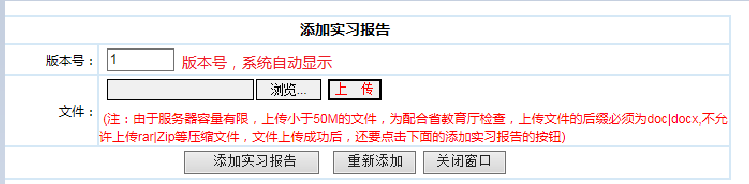 添加实习报告
版本号： 1 版本号，系统自动显示
浏览... 上 传
文件：
(注：由于服务器容量有限，上传小于50M的文件，为配合省教育厅检查，上传文件的后缀必须为doc|docx,不允
许上传rar|Zip等压缩文件，文件上传成功后，还要点击下面的添加实习报告的按钮)
添加实习报告 重新添加 关闭窗口